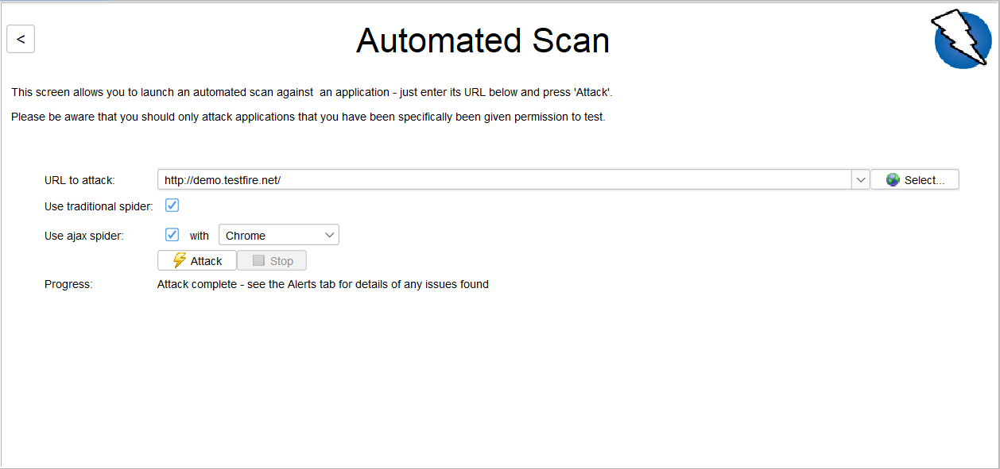 <
Automated Scan
This screen allows you to launch an automated scan against  an application - just enter its URL below and press 'Attack'.
Please be aware that you should only attack applications that you have been specifically been given permission to test.
URL to attack: http://demo.testfire.net/ Select...
Use traditional spider:
Use ajax spider: with Chrome
Attack Stop
Progress: Attack complete - see the Alerts tab for details of any issues found